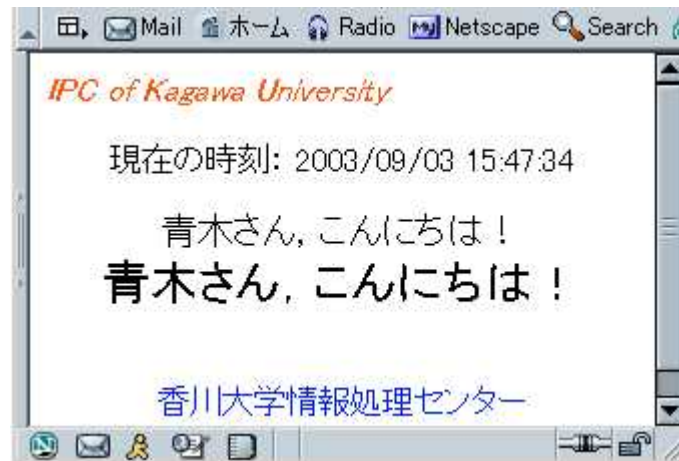 Mail ホーム Radio My Netscape Search
IPC of Kagawa University
現在の時刻: 2003/09/03 15:47:34
青木さん, こんにちは！
青木さん, こんにちは！
香川大学情報処理センター